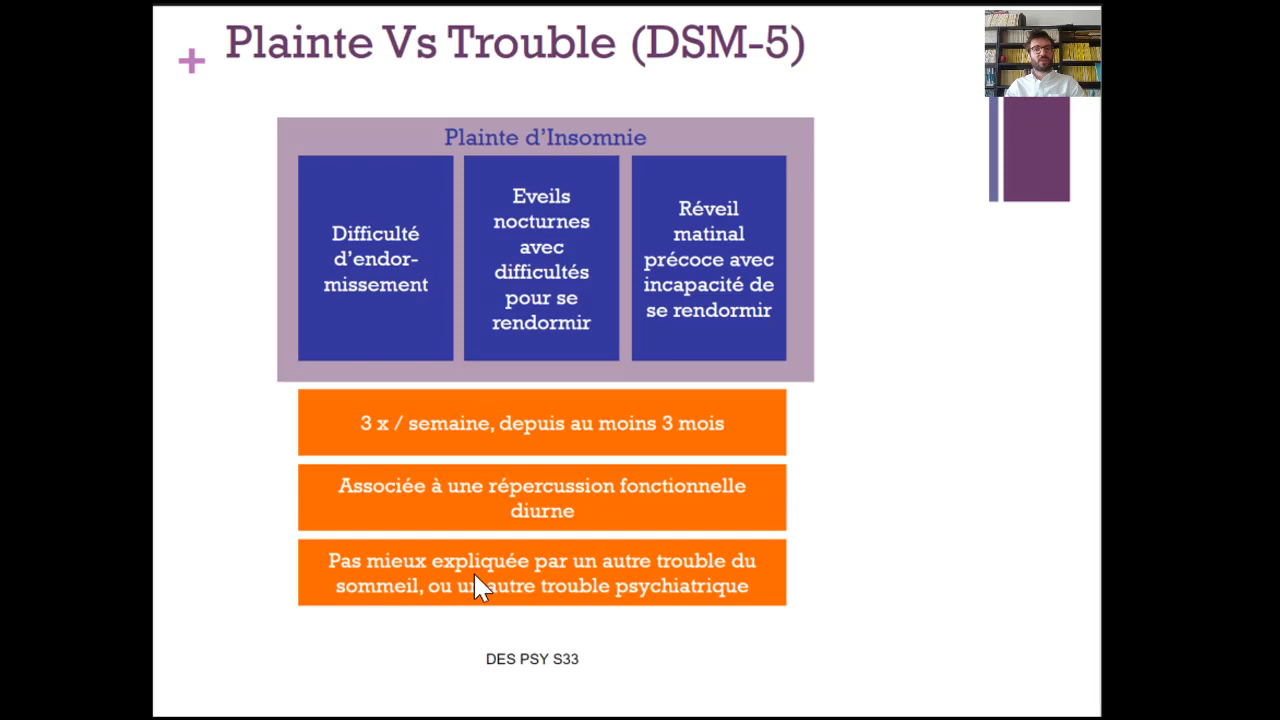 + Plainte Vs Trouble (DSM-5)
Plainte d’Insomnie
Difficulté
d’endor-
missement
Eveils
nocturnes
avec
difficultés
pour se
rendormir
Réveil
matinal
précoce avec
incapacité de
se rendormir
3 x / semaine, depuis au moins 3 mois
Associée à une répercussion fonctionnelle
diurne
Pas mieux expliquée par un autre trouble du
sommeil, ou un autre trouble psychiatrique
DES PSY S33